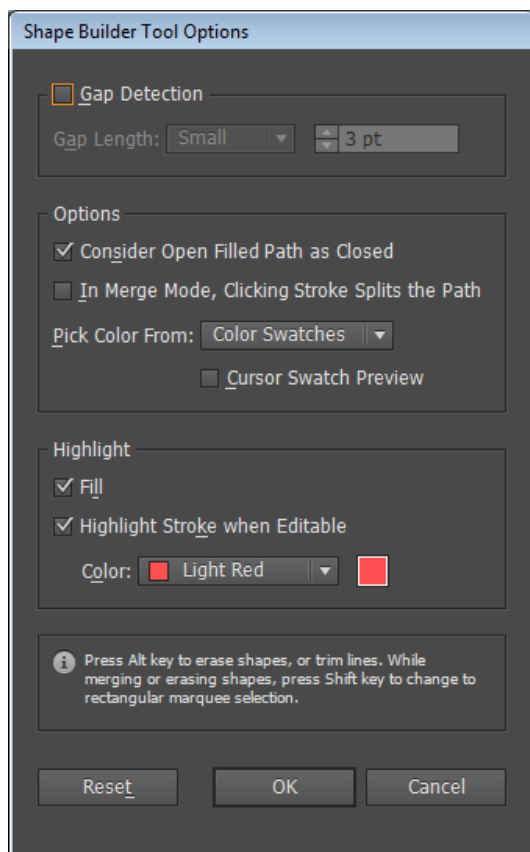 Shape Builder Tool Options
Gap Detection
Gap Length: Small 3 pt
Options
Consider Open Filled Path as Closed
In Merge Mode, Clicking Stroke Splits the Path
Pick Color From: Color Swatches
Cursor Swatch Preview
Highlight
Fill
Highlight Stroke when Editable
Color: Light Red
Press Alt key to erase shapes, or trim lines. While
merging or erasing shapes, press Shift key to change to
rectangular marquee selection.
Reset OK Cancel